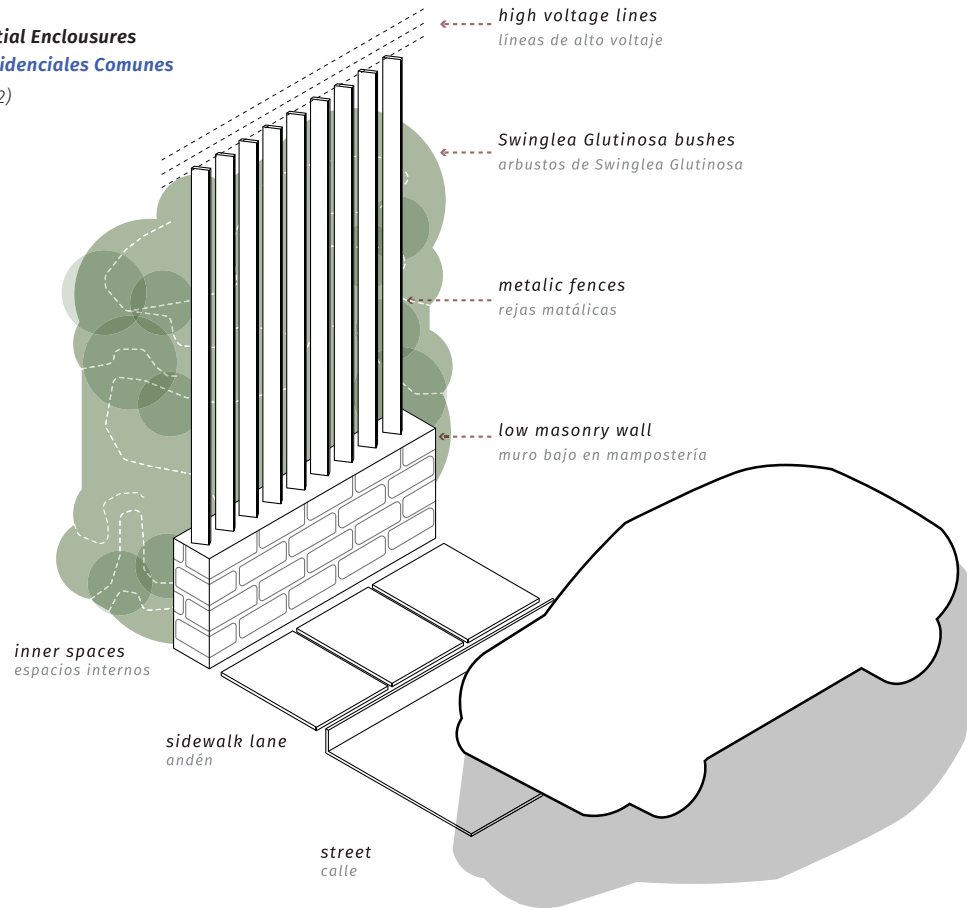 tial Enclousures
idenciales Comunes
2)
high voltage lines
líneas de alto voltaje
Swinglea Glutinosa bushes
arbustos de Swinglea Glutinosa
metalic fences
rejas matálicas
low masonry wall
muro bajo en mampostería
inner spaces
espacios internos
sidewalk lane
andén
street
calle